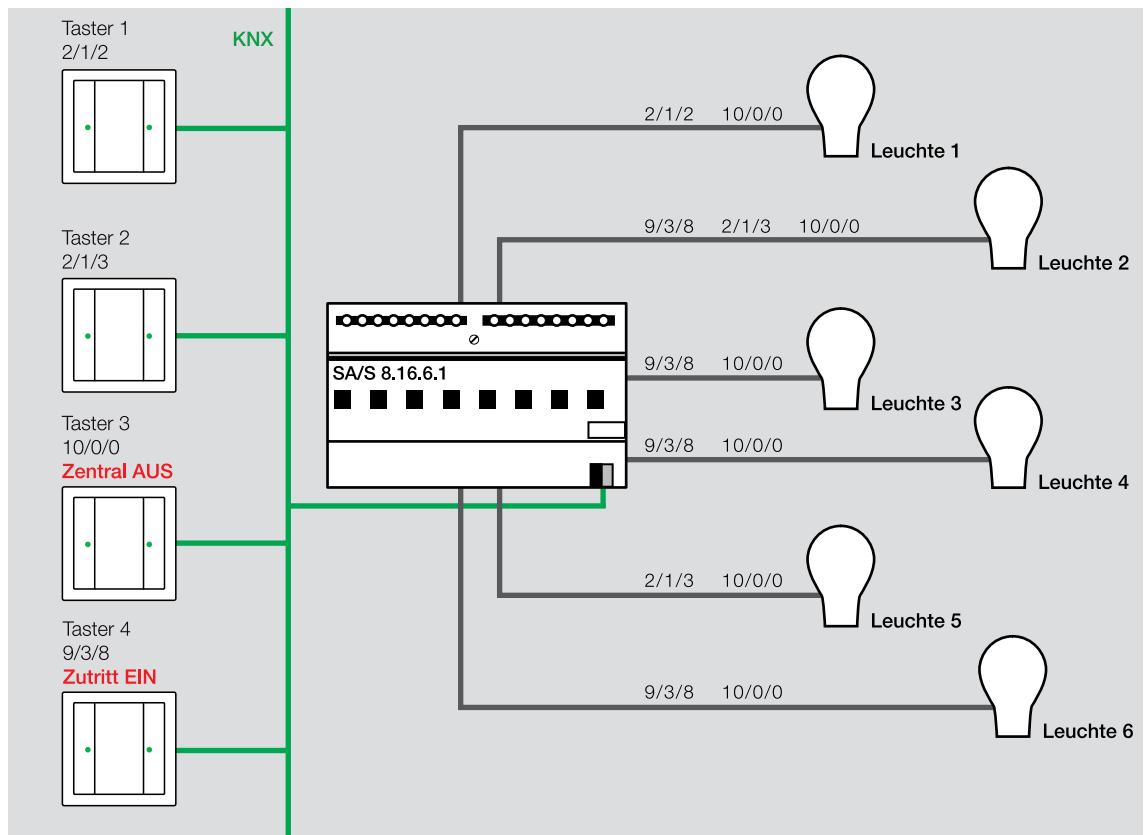 Taster 1
2/1/2
KNX
Taster 2
2/1/3
Taster 3
10/0/0
Zentral AUS
Taster 4
9/3/8
Zutritt EIN
SA/S 8.16.6.1
2/1/2 10/0/0
Leuchte 1
9/3/8 2/1/3 10/0/0
Leuchte 2
9/3/8 10/0/0
Leuchte 3
9/3/8 10/0/0
Leuchte 4
2/1/3 10/0/0
Leuchte 5
9/3/8 10/0/0
Leuchte 6